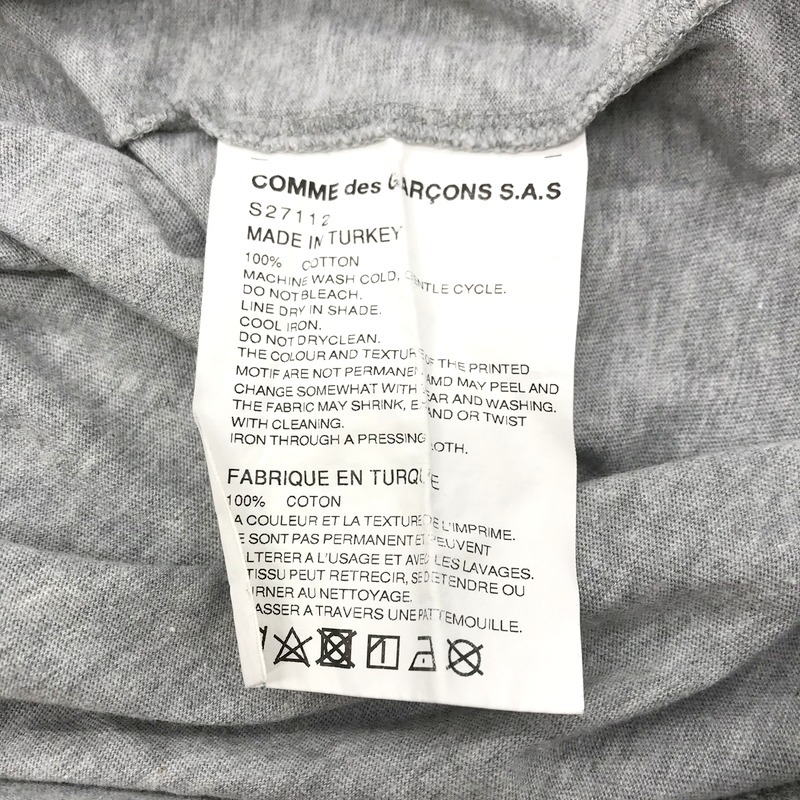 COMME des GARÇONS S.A.S
S27112
MADE IN TURKEY
100% COTTON
MACHINE WASH COLD, GENTLE CYCLE.
DO NOT BLEACH.
LINE DRY IN SHADE.
COOL IRON.
DO NOT DRYCLEAN.
THE COLOUR AND TEXTURE OF THE PRINTED
MOTIF ARE NOT PERMANENT AMD MAY PEEL AND
CHANGE SOMEWHAT WITH WEAR AND WASHING.
THE FABRIC MAY SHRINK, EXPAND OR TWIST
WITH CLEANING.
IRON THROUGH A PRESSING CLOTH.
FABRIQUE EN TURQUIE
100% COTON
LA COULEUR ET LA TEXTURE DE L'IMPRIME.
NE SONT PAS PERMANENT ET PEUVENT
ALTERER A L'USAGE ET AVEC LES LAVAGES.
TISSU PEUT RETRECIR, SE DETENDRE OU
AU NETTOYAGE.
PASSER A TRAVERS UNE PATTEMOUILLE.